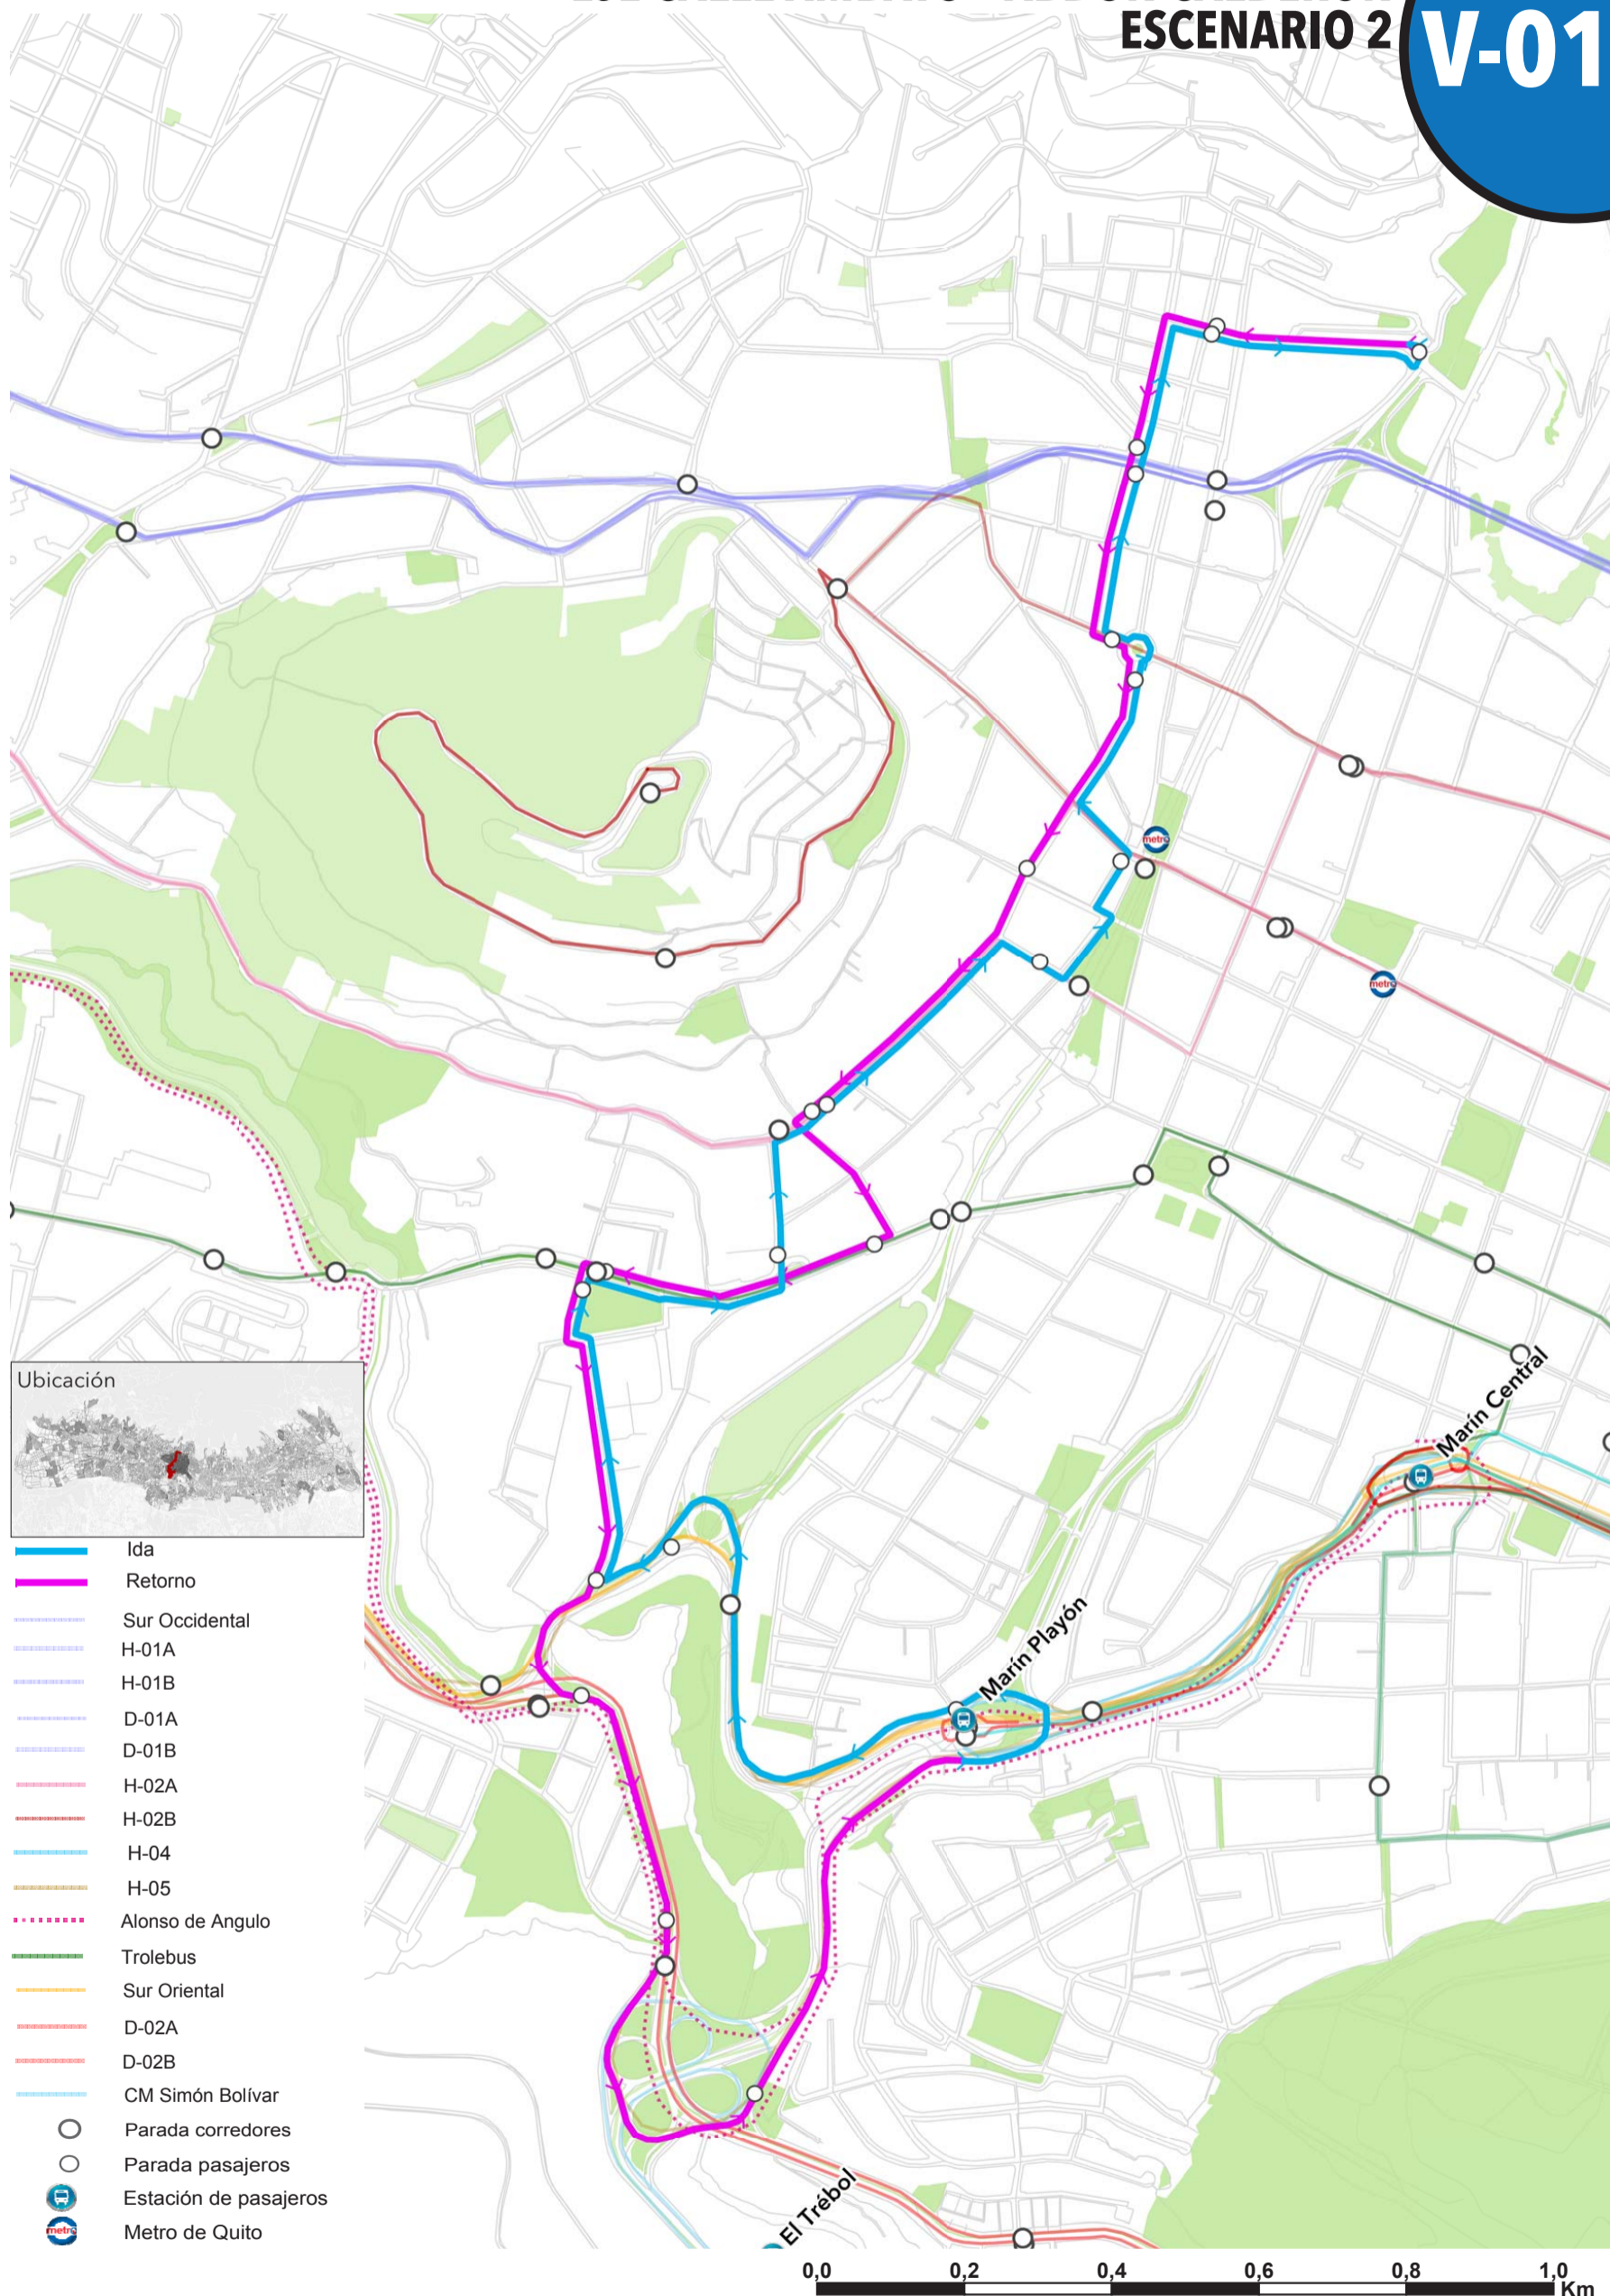 ESCENARIO 2
V-01
metro
metro
Marín Central
Marín Playón
El Trébol
Ubicación
Ida
Retorno
Sur Occidental
H-01A
H-01B
D-01A
D-01B
H-02A
H-02B
H-04
H-05
Alonso de Angulo
Trolebus
Sur Oriental
D-02A
D-02B
CM Simón Bolívar
Parada corredores
Parada pasajeros
Estación de pasajeros
metro
Metro de Quito
0,0 0,2 0,4 0,6 0,8 1,0
Km